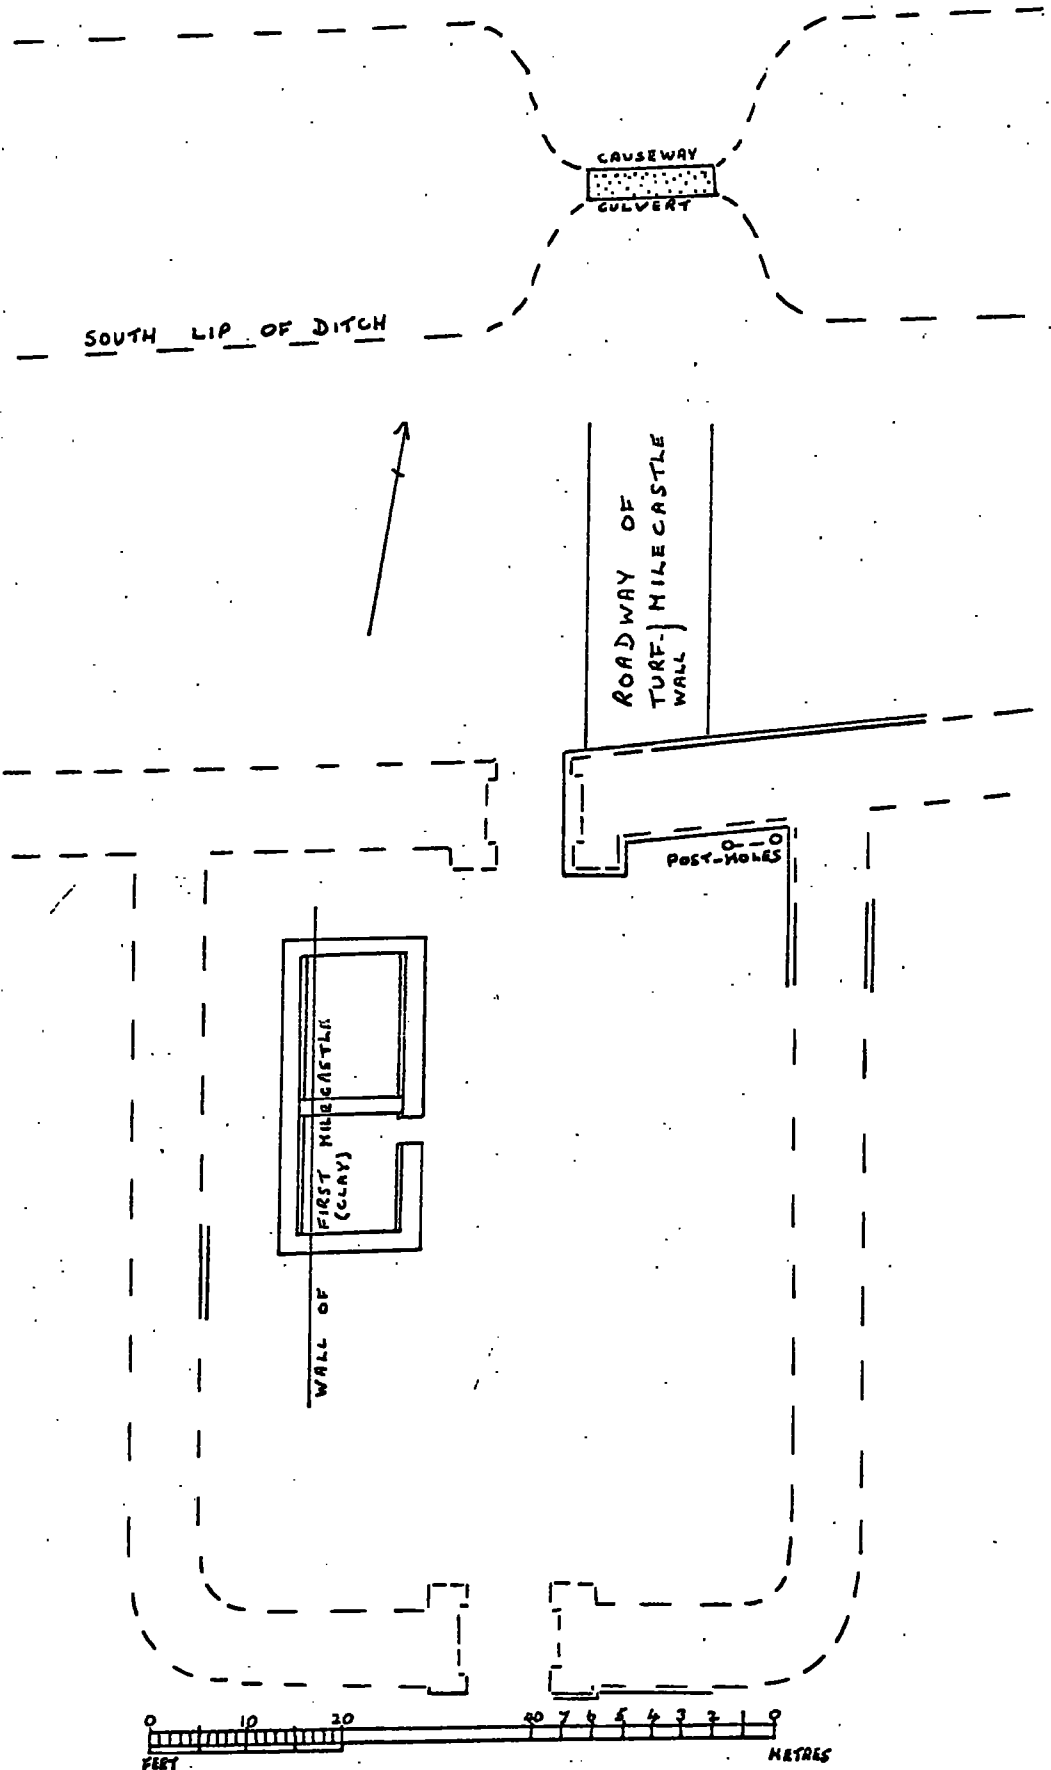 CAUSEWAY
CULVERT
SOUTH LIP OF DITCH
ROADWAY OF
TURF-} MILECASTLE
WALL }
POST-HOLES
WALL OF FIRST MILECASTLE
(CLAY)
0 10 20 40 7 6 5 4 3 2 1 0
FEET METRES